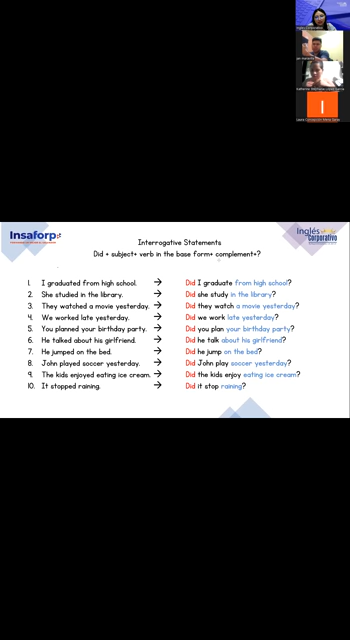 Insaforp
Inglés
Corporativo
Interrogative Statements
Did + subject+ verb in the base form+ complement+?
1. I graduated from high school. → Did I graduate from high school?
2. She studied in the library. → Did she study in the library?
3. They watched a movie yesterday. → Did they watch a movie yesterday?
4. We worked late yesterday. → Did we work late yesterday?
5. You planned your birthday party. → Did you plan your birthday party?
6. He talked about his girlfriend. → Did he talk about his girlfriend?
7. He jumped on the bed. → Did he jump on the bed?
8. John played soccer yesterday. → Did John play soccer yesterday?
9. The kids enjoyed eating ice cream. → Did the kids enjoy eating ice cream?
10. It stopped raining. → Did it stop raining?